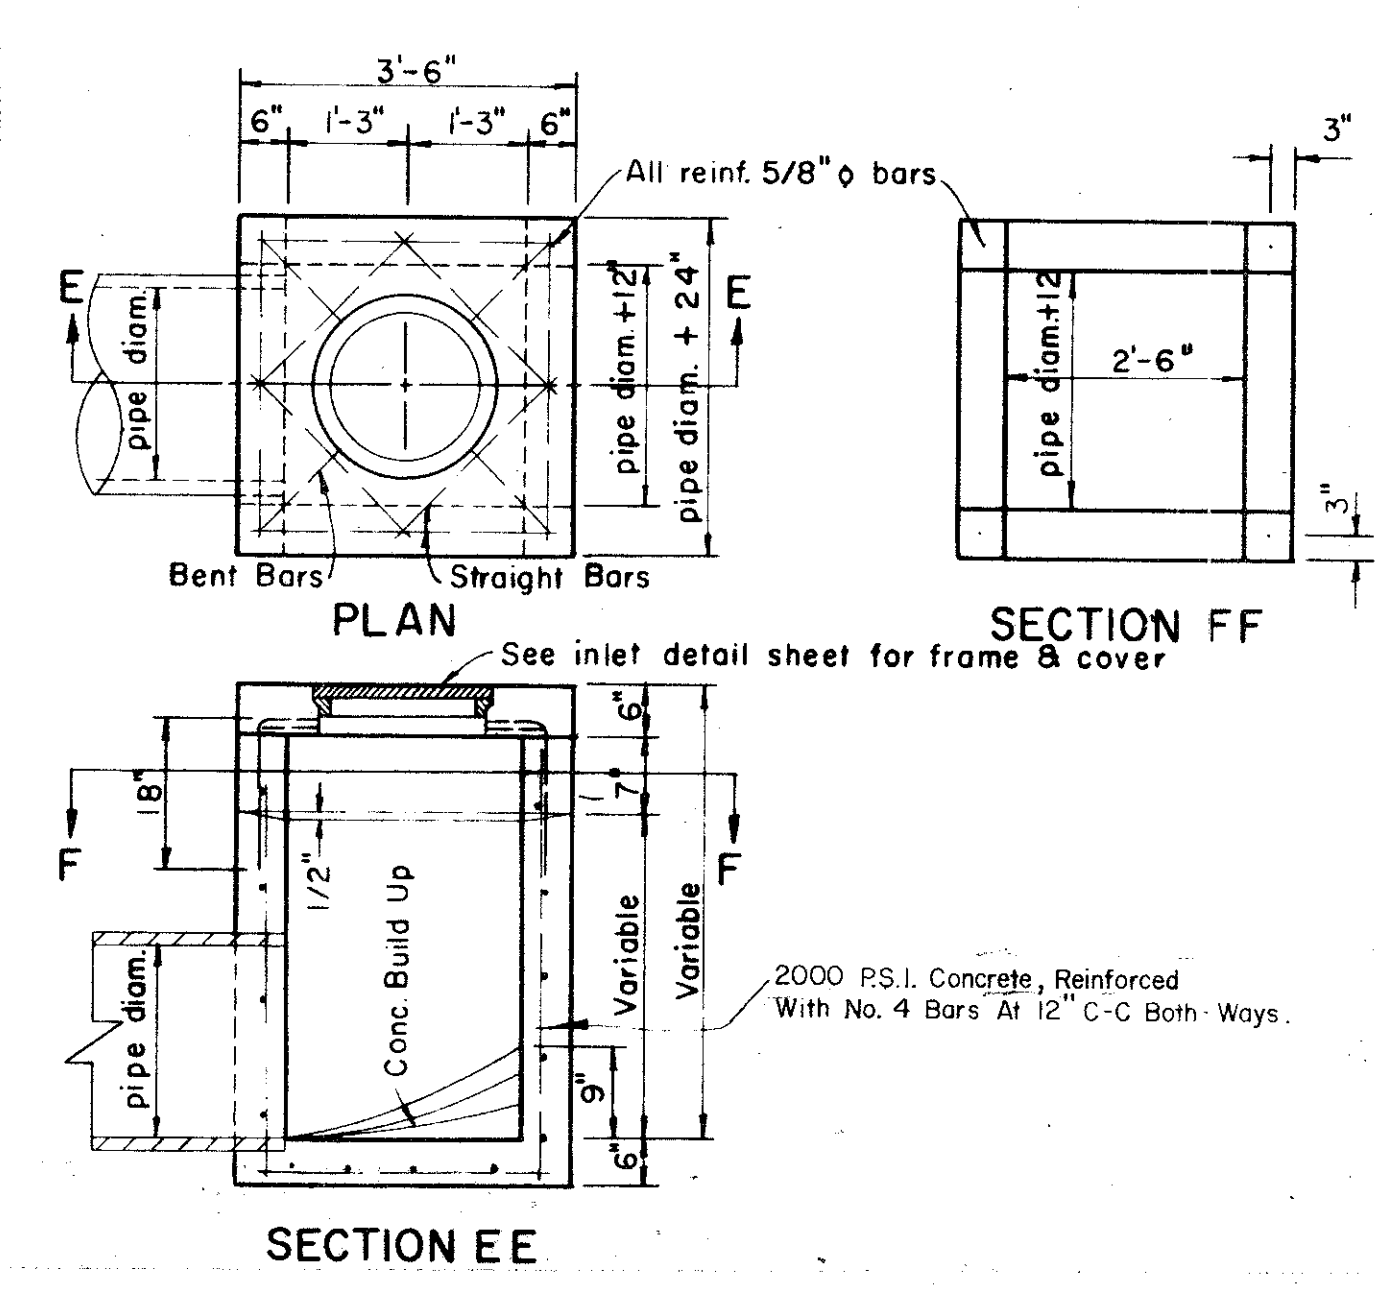 3'-6"
6" 1'-3" 1'-3" 6"
3"
All reinf. 5/8" ϕ bars
E
E
pipe diam.
pipe diam.+12"
pipe diam. + 24"
pipe diam.+12
2'-6"
3"
Bent Bars
Straight Bars
PLAN
SECTION FF
See inlet detail sheet for frame & cover
6"
18"
7"
F
F
1/2"
Conc. Build Up
Variable
Variable
pipe diam.
2000 P.S.I. Concrete, Reinforced
With No. 4 Bars At 12" C-C Both Ways.
9"
6"
SECTION EE